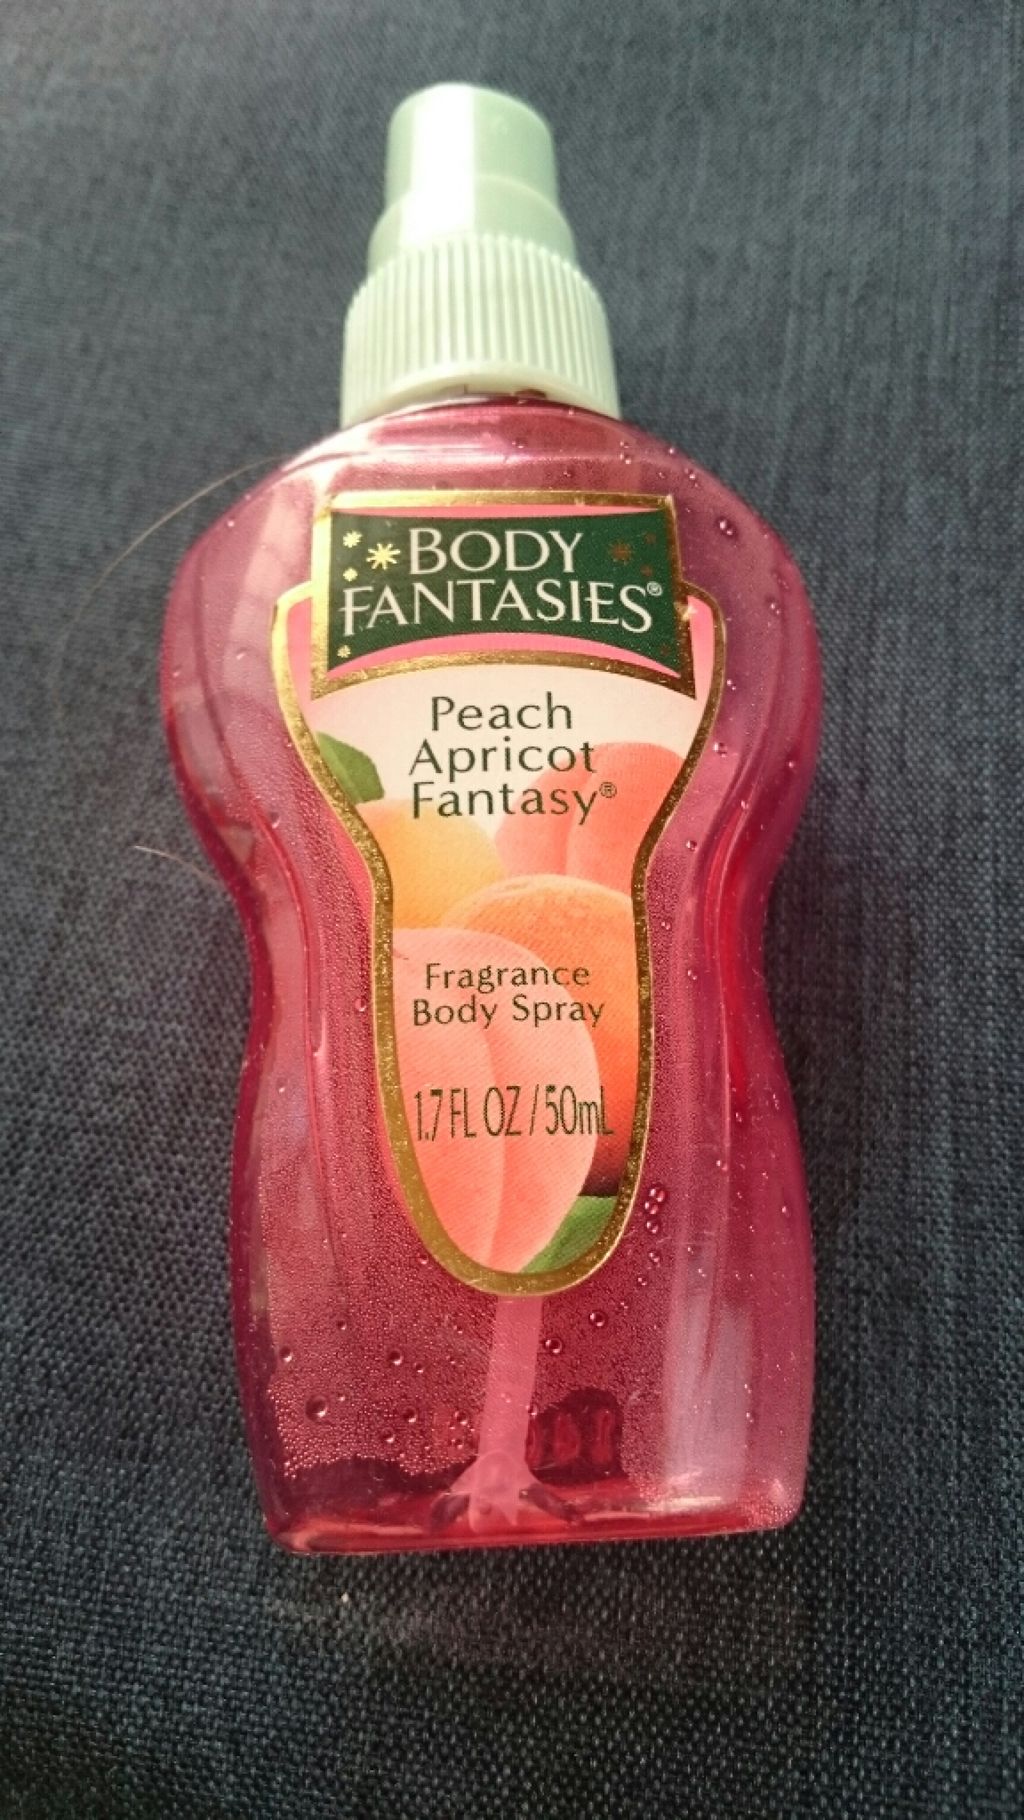 BODY
FANTASIES®
Peach
Apricot
Fantasy®
Fragrance
Body Spray
1.7 FL OZ / 50mL